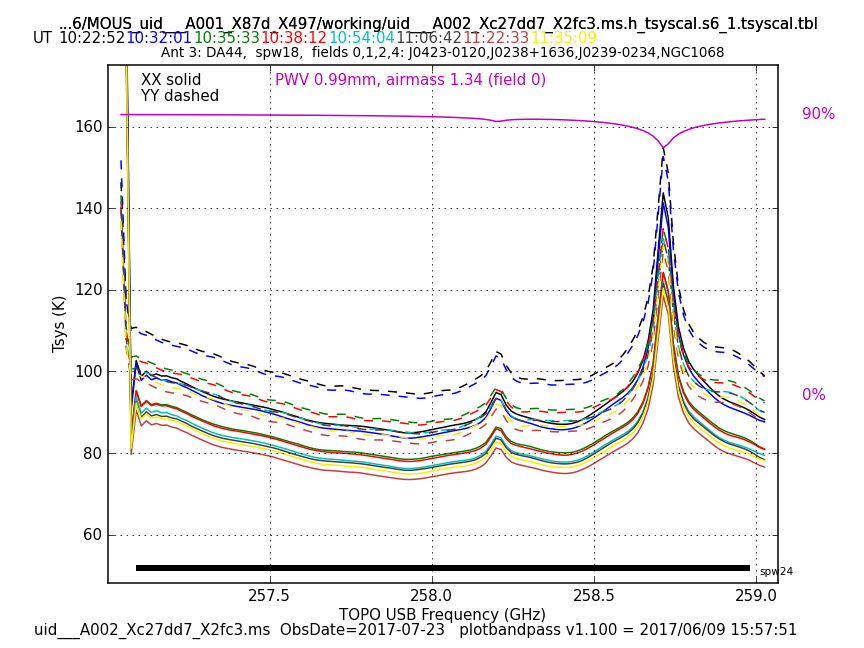 ...6/MOUS_uid___A001_X87d_X497/working/uid___A002_Xc27dd7_X2fc3.ms.h_tsyscal.s6_1.tsyscal.tbl
UT 10:22:52 10:32:01 10:35:33 10:38:12 10:54:04 11:06:42 11:22:33 11:35:09
Ant 3: DA44, spw18, fields 0,1,2,4: J0423-0120,J0238+1636,J0239-0234,NGC1068
XX solid
YY dashed
PWV 0.99mm, airmass 1.34 (field 0)
90%
0%
160
140
120
100
80
60
Tsys (K)
spw24
257.5 258.0 258.5 259.0
TOPO USB Frequency (GHz)
uid___A002_Xc27dd7_X2fc3.ms ObsDate=2017-07-23 plotbandpass v1.100 = 2017/06/09 15:57:51